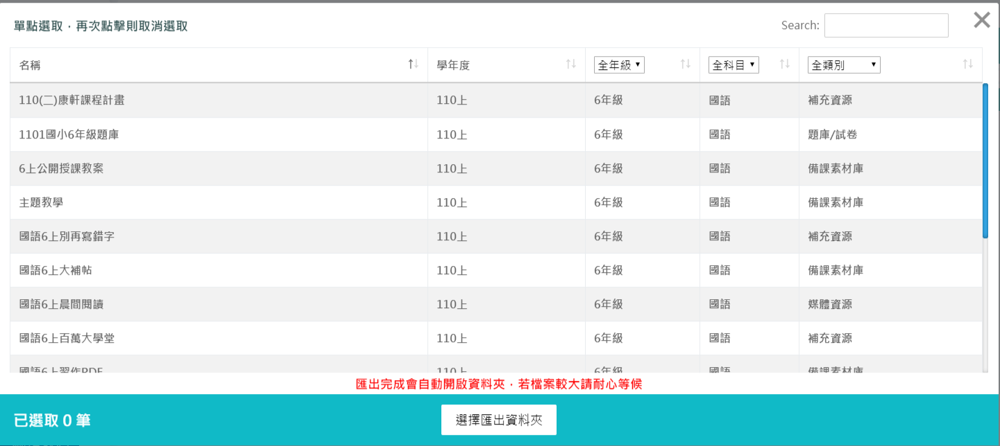 單點選取，再次點擊則取消選取
Search:
名稱 學年度 全年級 全科目 全類別
110(二)康軒課程計畫 110上 6年級 國語 補充資源
1101國小6年級題庫 110上 6年級 國語 題庫/試卷
6上公開授課教案 110上 6年級 國語 備課素材庫
主題教學 110上 6年級 國語 備課素材庫
國語6上別再寫錯字 110上 6年級 國語 補充資源
國語6上大補帖 110上 6年級 國語 備課素材庫
國語6上晨間閱讀 110上 6年級 國語 媒體資源
國語6上百萬大學堂 110上 6年級 國語 補充資源
國語6上習作PDF 110上 6年級 國語 備課素材庫
匯出完成會自動開啟資料夾，若檔案較大請耐心等候
已選取 0 筆
選擇匯出資料夾